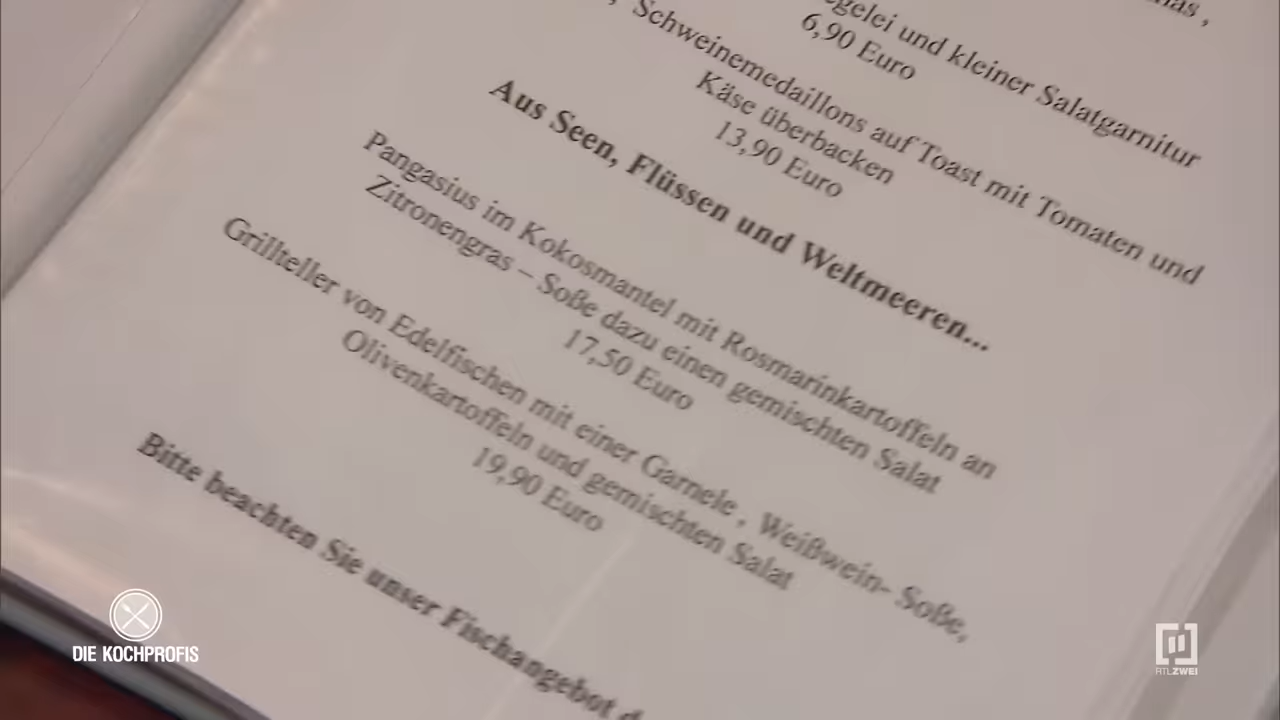 egelei und kleiner Salatgarnitur
6,90 Euro
Schweinemedaillons auf Toast mit Tomaten und
Käse überbacken
13,90 Euro
Aus Seen, Flüssen und Weltmeeren...
Pangasius im Kokosmantel mit Rosmarinkartoffeln an
Zitronengras – Soße dazu einen gemischten Salat
17,50 Euro
Grillteller von Edelfischen mit einer Garnele , Weißwein- Soße,
Olivenkartoffeln und gemischten Salat
19,90 Euro
Bitte beachten Sie unser Fischangebot d
DIE KOCHPROFIS
RTLZWEI